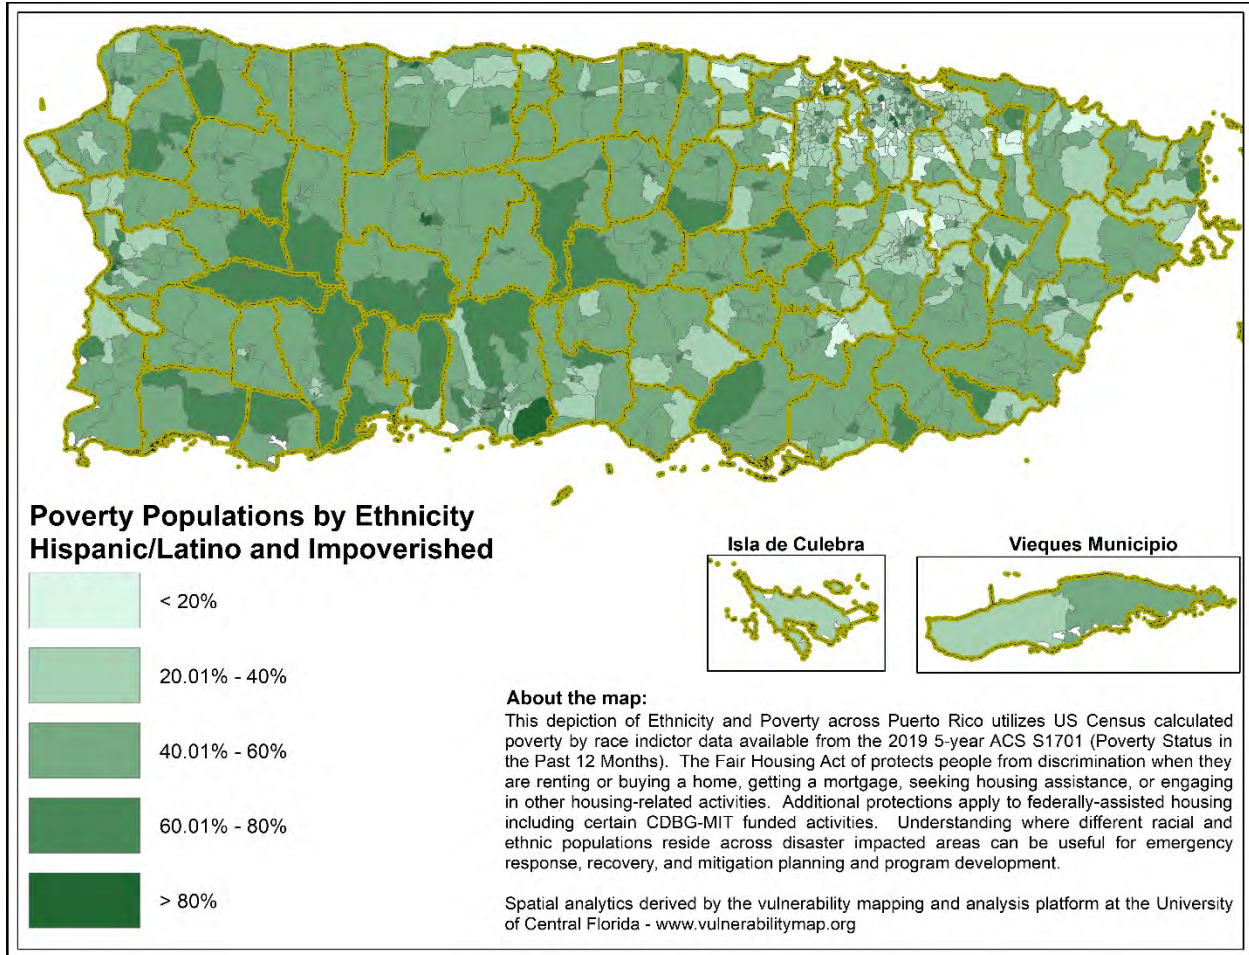 Poverty Populations by Ethnicity
Hispanic/Latino and Impoverished
< 20%
20.01% - 40%
40.01% - 60%
60.01% - 80%
> 80%
Isla de Culebra
Vieques Municipio
About the map:
This depiction of Ethnicity and Poverty across Puerto Rico utilizes US Census calculated
poverty by race indictor data available from the 2019 5-year ACS S1701 (Poverty Status in
the Past 12 Months). The Fair Housing Act of protects people from discrimination when they
are renting or buying a home, getting a mortgage, seeking housing assistance, or engaging
in other housing-related activities. Additional protections apply to federally-assisted housing
including certain CDBG-MIT funded activities. Understanding where different racial and
ethnic populations reside across disaster impacted areas can be useful for emergency
response, recovery, and mitigation planning and program development.
Spatial analytics derived by the vulnerability mapping and analysis platform at the University
of Central Florida - www.vulnerabilitymap.org